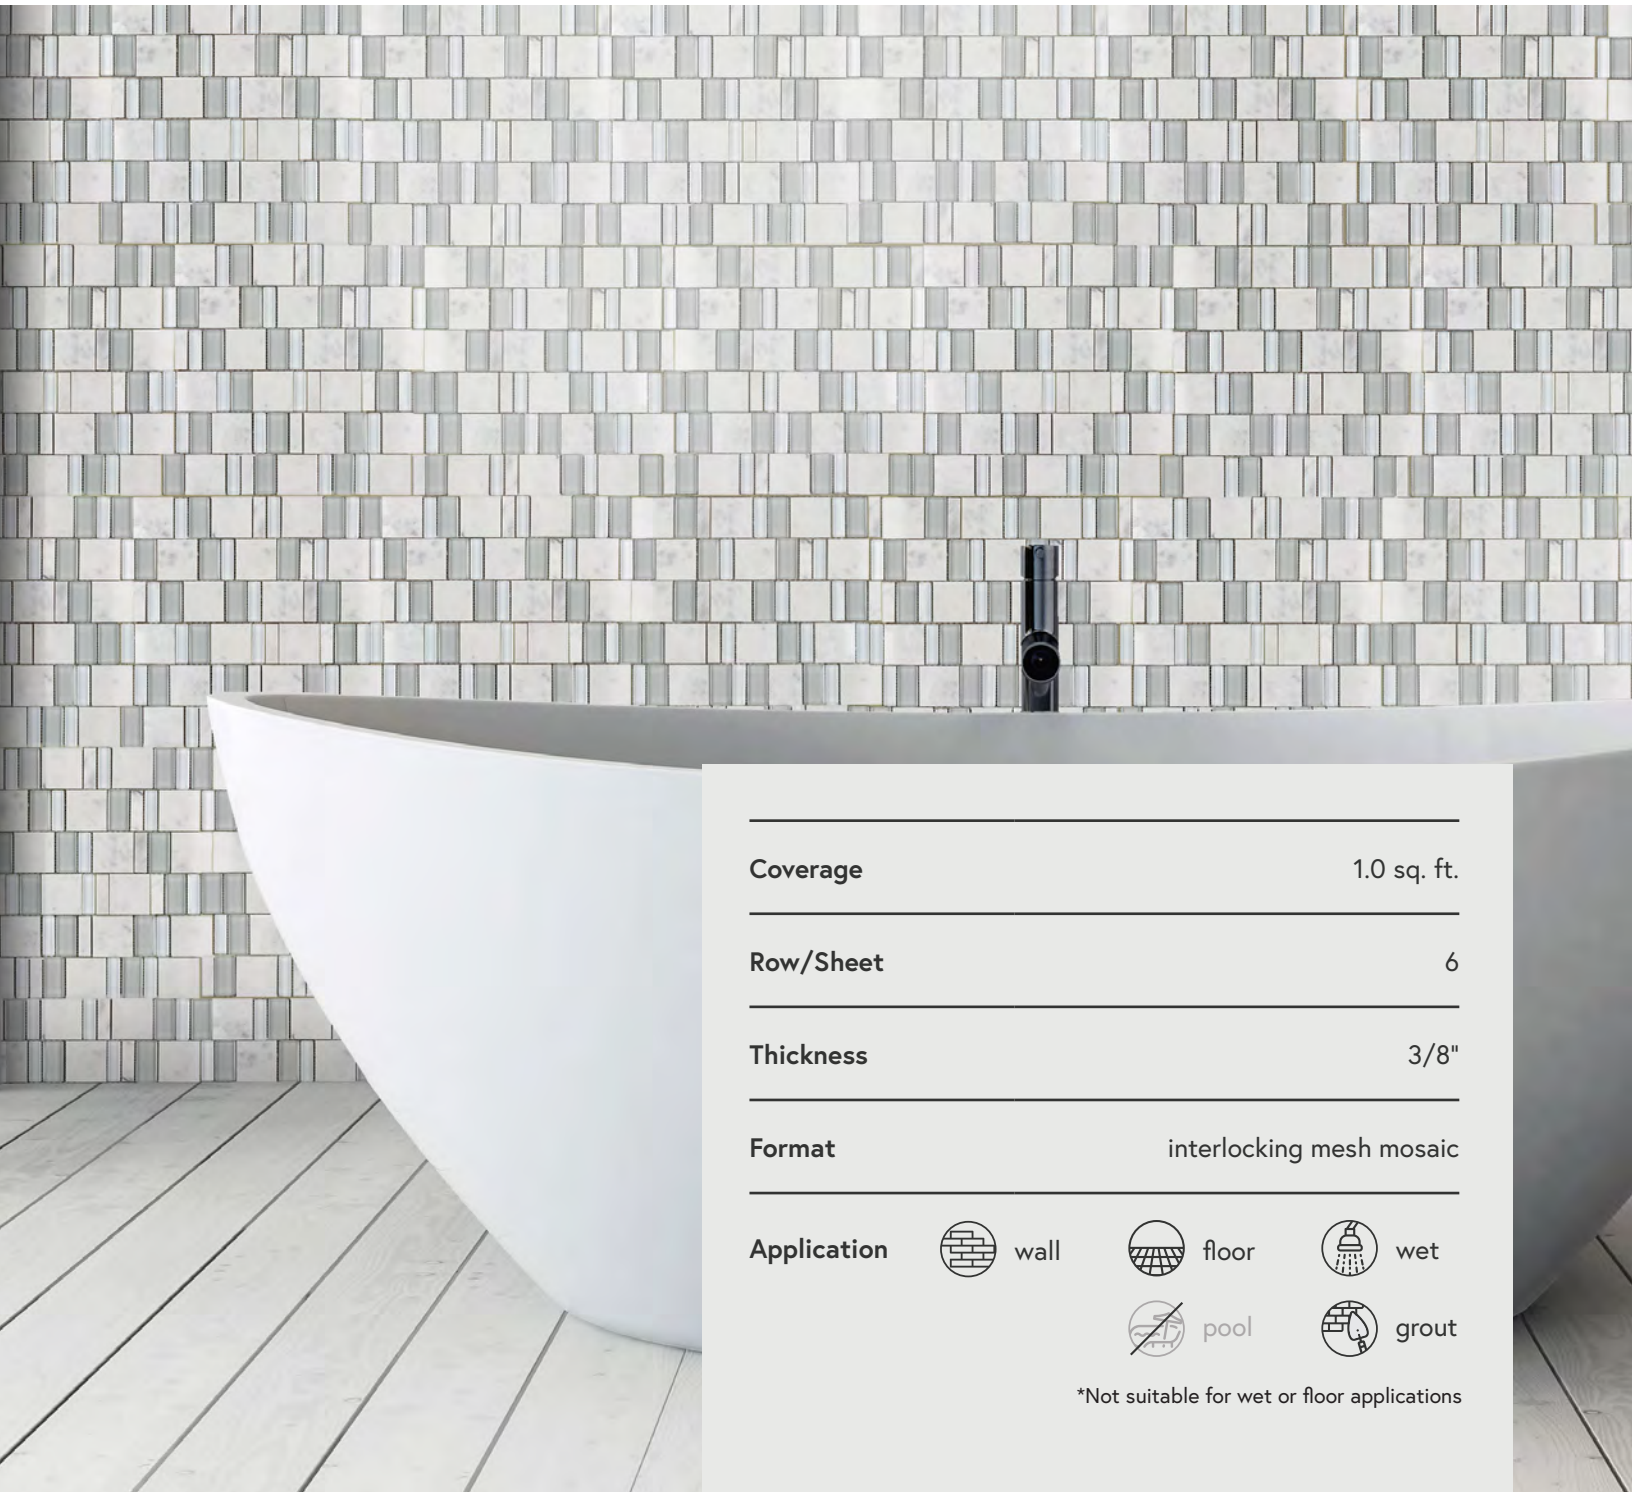 Coverage 1.0 sq. ft.
Row/Sheet 6
Thickness 3/8"
Format interlocking mesh mosaic
Application wall floor wet
pool grout
*Not suitable for wet or floor applications